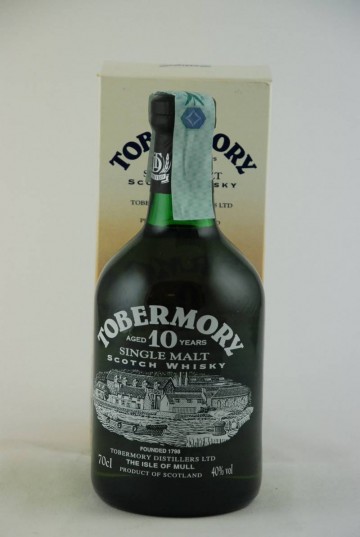 TOBERMORY
SCOTCH WHISKY
TOBERMORY
AGED 10 YEARS
SINGLE MALT
SCOTCH WHISKY
FOUNDED 1798
TOBERMORY DISTILLERS LTD
70cl THE ISLE OF MULL 40% vol
PRODUCT OF SCOTLAND